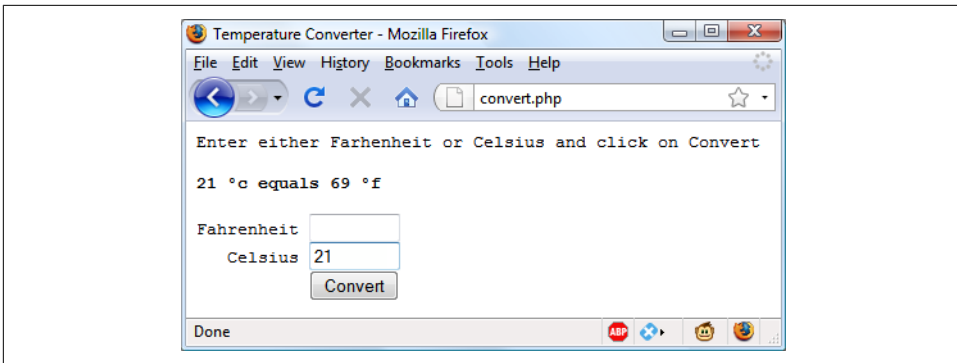 Temperature Converter - Mozilla Firefox
File Edit View History Bookmarks Tools Help
convert.php
Enter either Farhenheit or Celsius and click on Convert
21 °c equals 69 °f
Fahrenheit
Celsius 21
Convert
Done ABP